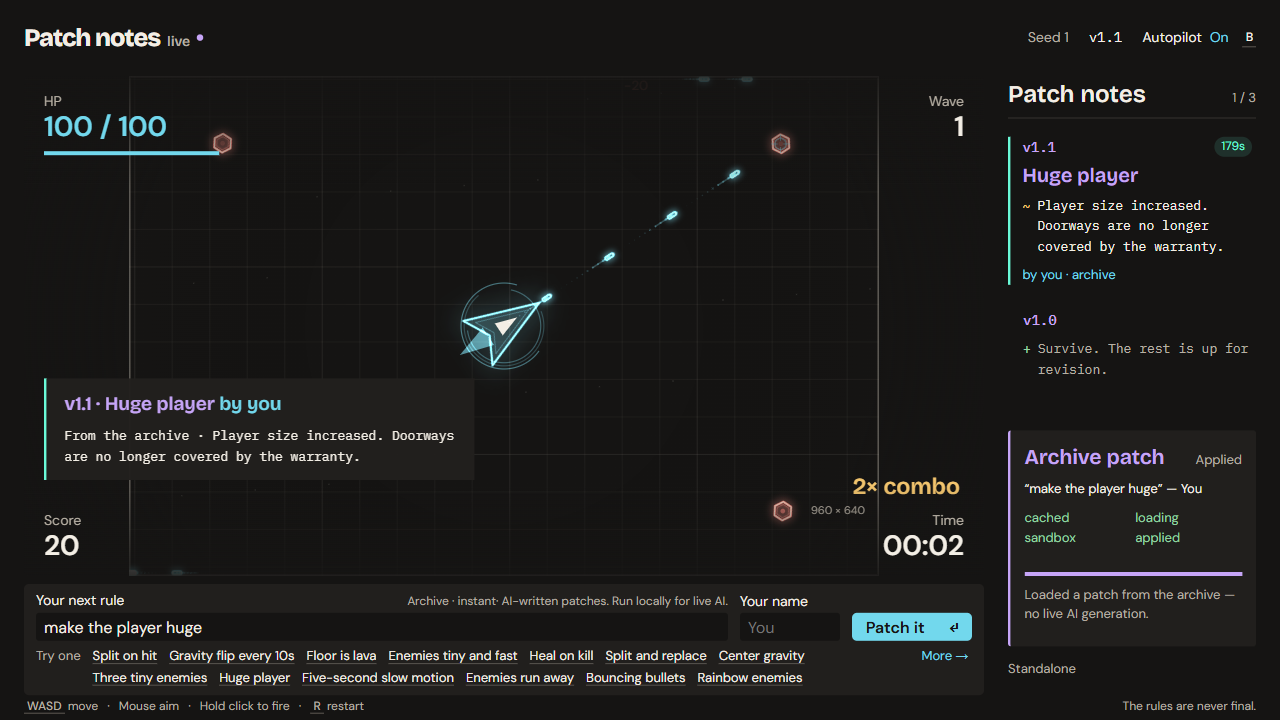 Patch notes live
Seed 1 v1.1 Autopilot On B
HP
100 / 100
-20
Wave
1
v1.1 · Huge player by you
From the archive · Player size increased. Doorways
are no longer covered by the warranty.
2× combo
960 × 640
Score
20
Time
00:02
Patch notes 1 / 3
v1.1 179s
Huge player
~ Player size increased.
Doorways are no longer
covered by the warranty.
by you · archive
v1.0
+ Survive. The rest is up for
revision.
Archive patch Applied
“make the player huge” — You
cached loading
sandbox applied
Loaded a patch from the archive —
no live AI generation.
Standalone
Your next rule Archive · instant· AI-written patches. Run locally for live AI. Your name
make the player huge You Patch it ↵
Try one Split on hit Gravity flip every 10s Floor is lava Enemies tiny and fast Heal on kill Split and replace Center gravity More →
Three tiny enemies Huge player Five-second slow motion Enemies run away Bouncing bullets Rainbow enemies
WASD move · Mouse aim · Hold click to fire · R restart
The rules are never final.